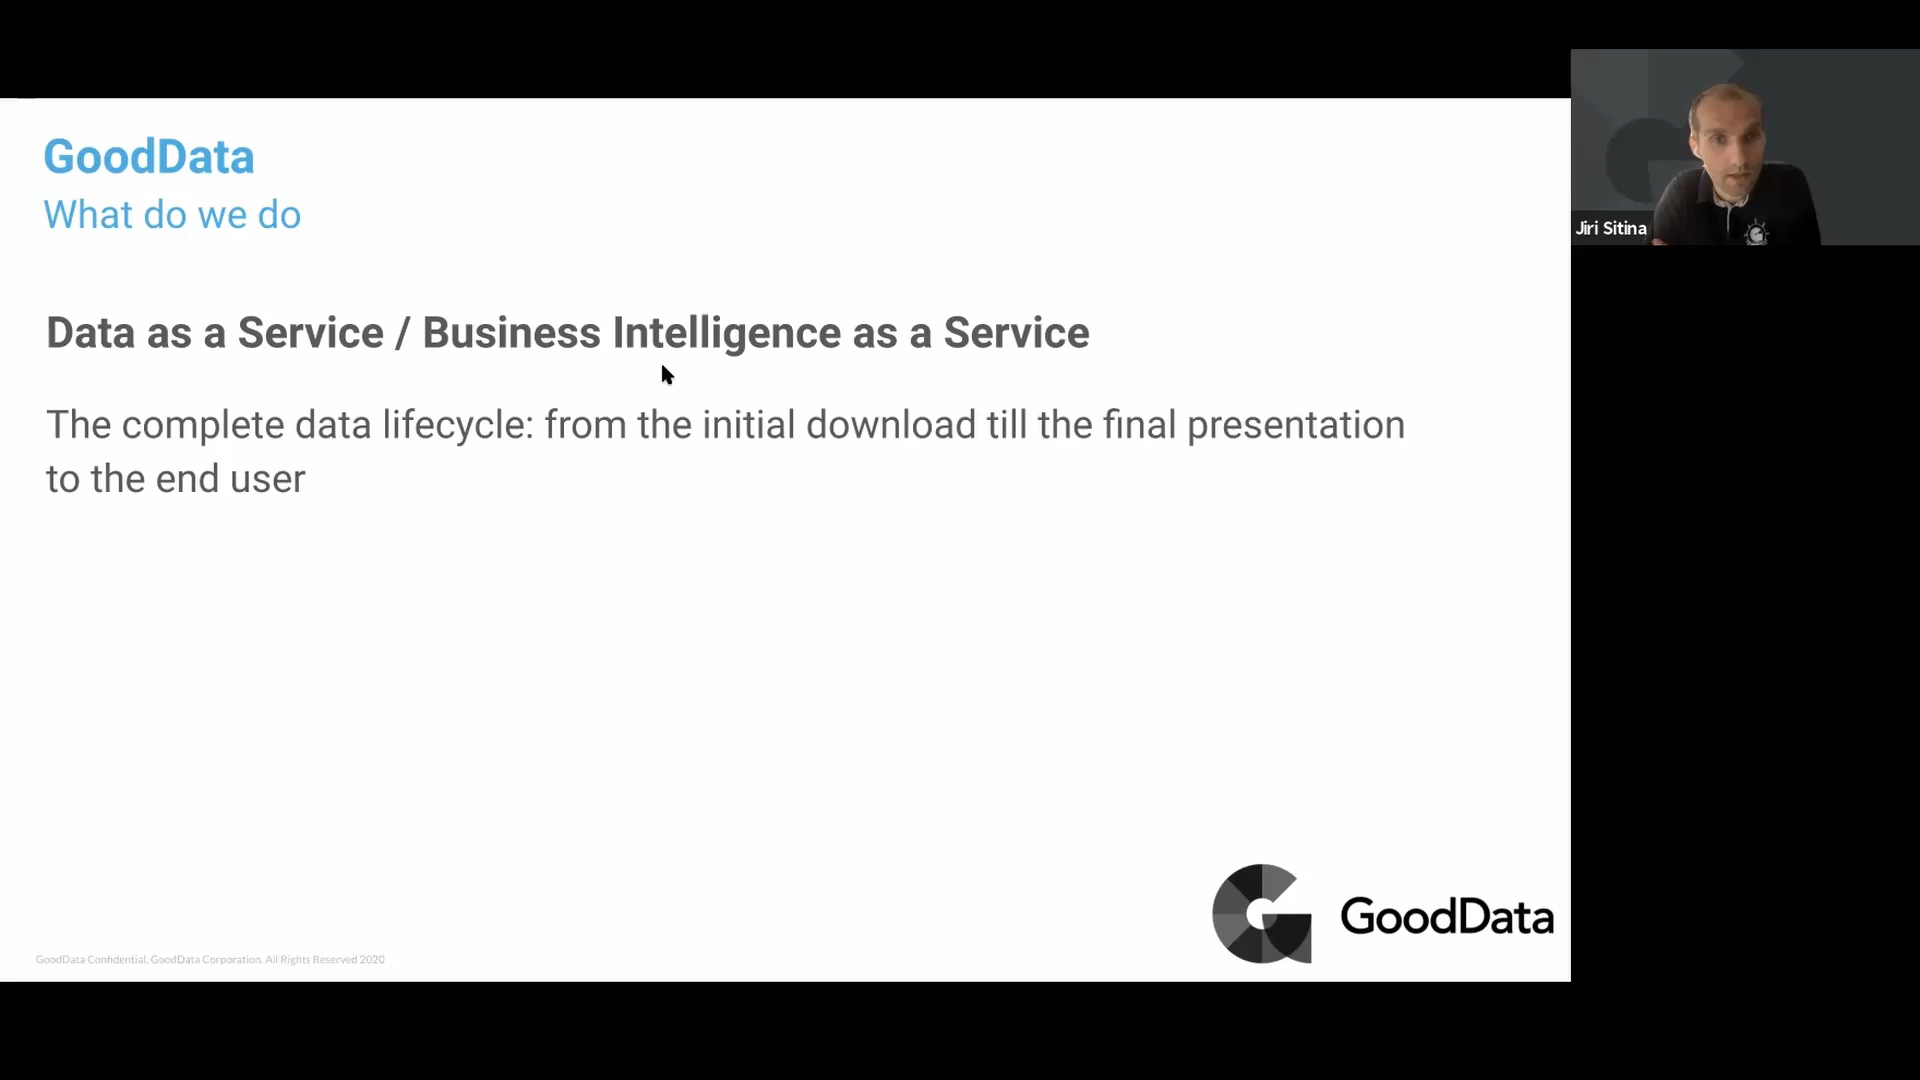 GoodData
What do we do
Data as a Service / Business Intelligence as a Service
The complete data lifecycle: from the initial download till the final presentation
to the end user
GoodData
GoodData Confidential. GoodData Corporation. All Rights Reserved 2020
Jiri Sitina